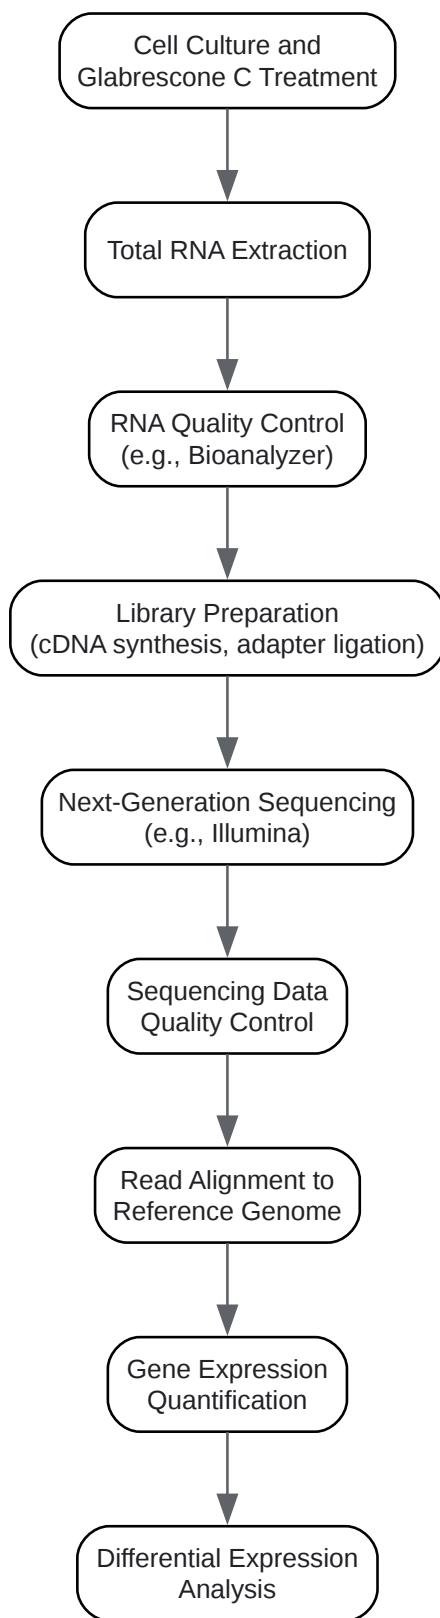 Cell Culture and
Glabrescone C Treatment
Total RNA Extraction
RNA Quality Control
(e.g., Bioanalyzer)
Library Preparation
(cDNA synthesis, adapter ligation)
Next-Generation Sequencing
(e.g., Illumina)
Sequencing Data
Quality Control
Read Alignment to
Reference Genome
Gene Expression
Quantification
Differential Expression
Analysis